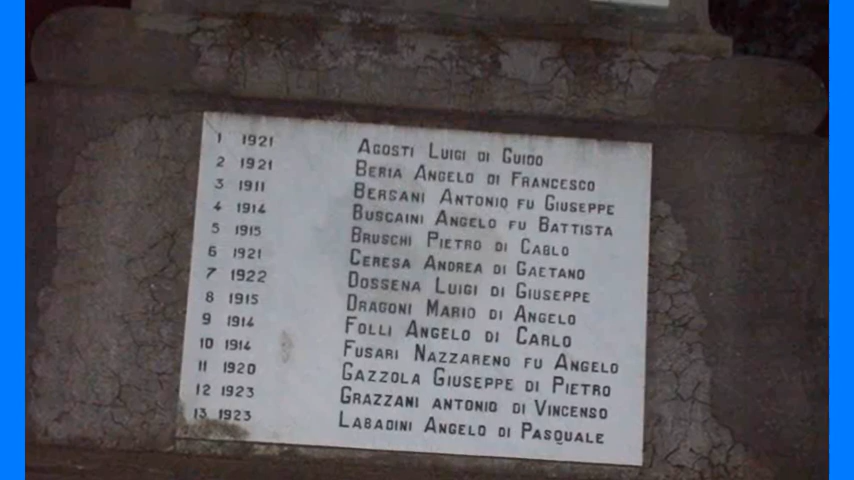 1 1921 AGOSTI LUIGI DI GUIDO
2 1921 BERIA ANGELO DI FRANCESCO
3 1911 BERSANI ANTONIO FU GIUSEPPE
4 1914 BUSCAINI ANGELO FU BATTISTA
5 1915 BRUSCHI PIETRO DI CARLO
6 1921 CERESA ANDREA DI GAETANO
7 1922 DOSSENA LUIGI DI GIUSEPPE
8 1915 DRAGONI MARIO DI ANGELO
9 1914 FOLLI ANGELO DI CARLO
10 1914 FUSARI NAZZARENO FU ANGELO
11 1920 GAZZOLA GIUSEPPE DI PIETRO
12 1923 GRAZZANI ANTONIO DI VINCENSO
13 1923 LABADINI ANGELO DI PASQUALE